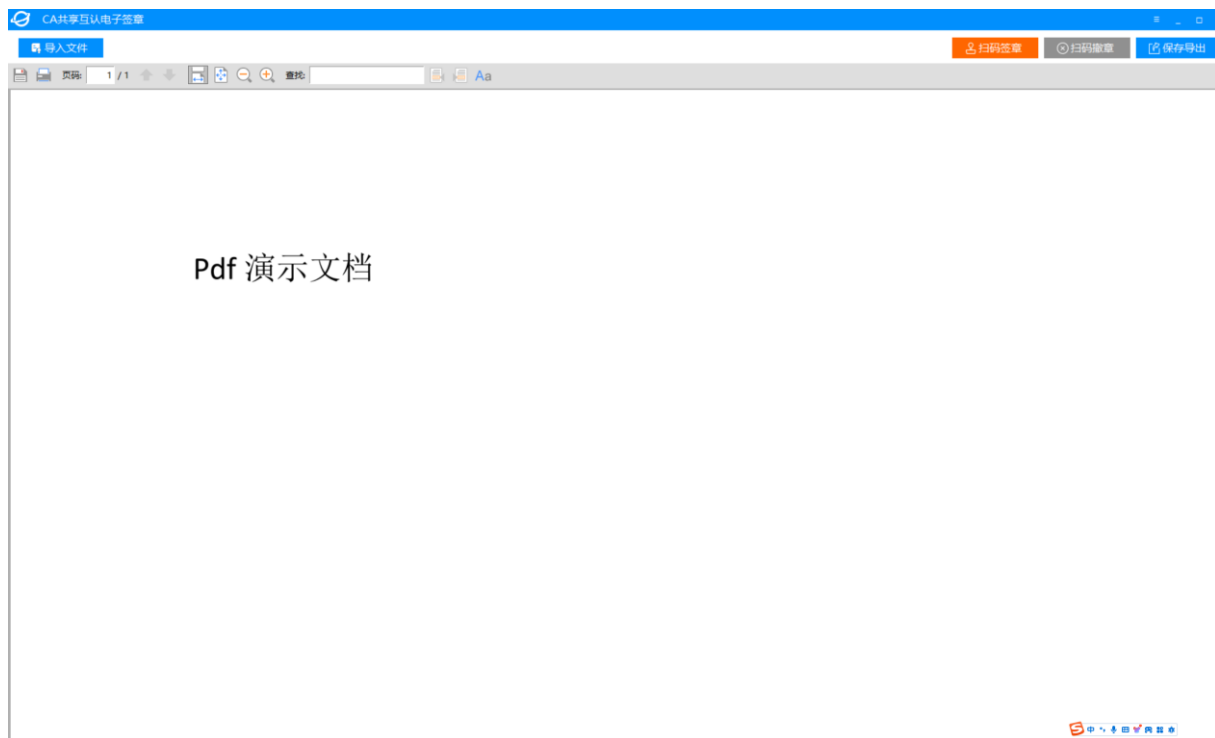 CA共享互认电子签章
导入文件
扫码签章 扫码撤章 保存导出
页码: 1 / 1 查找: Aa
Pdf 演示文档
中